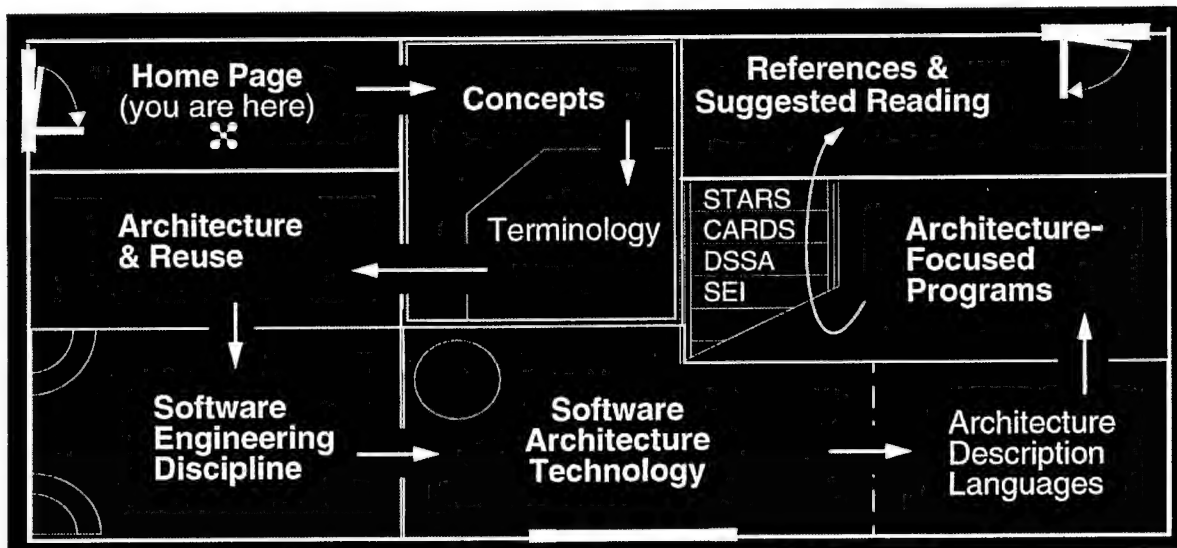 Home Page
(you are here)
Concepts
References &
Suggested Reading
Architecture
& Reuse
Terminology
STARS
CARDS
DSSA
SEI
Architecture-
Focused
Programs
Software
Engineering
Discipline
Software
Architecture
Technology
Architecture
Description
Languages